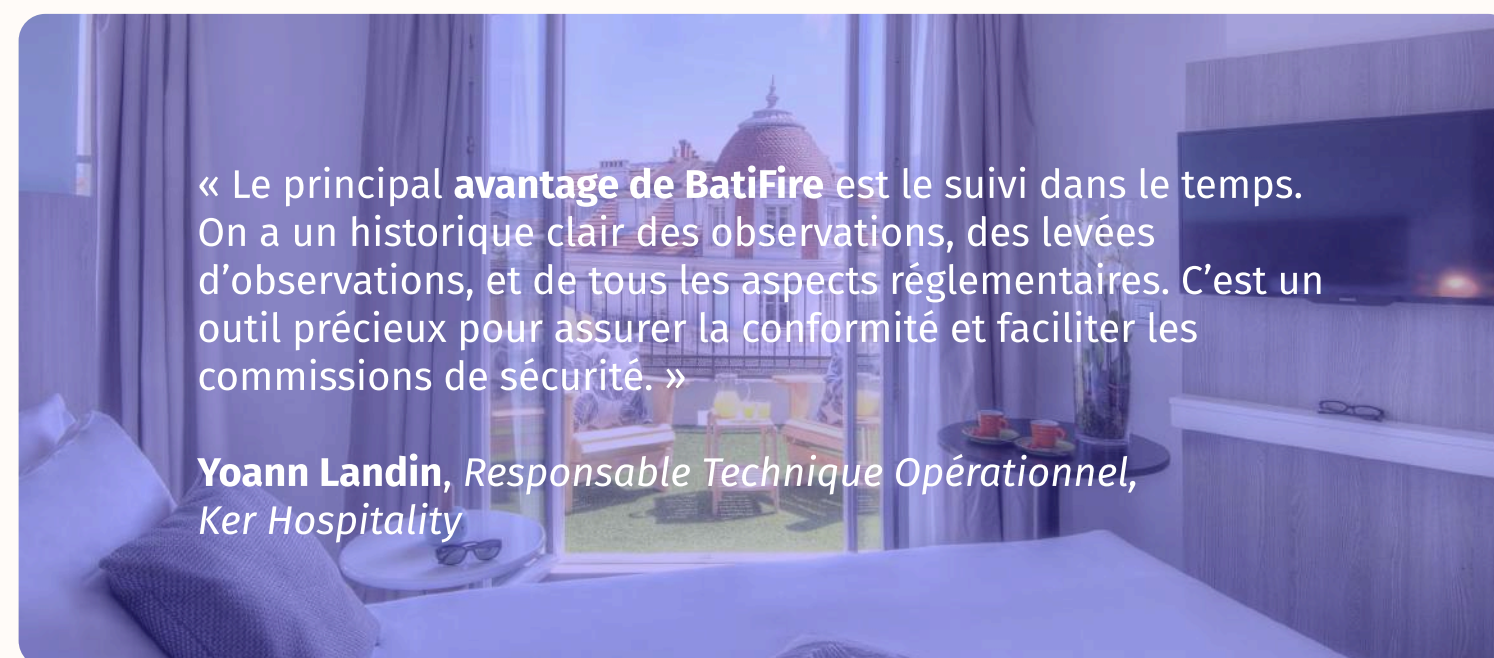 « Le principal avantage de BatiFire est le suivi dans le temps.
On a un historique clair des observations, des levées
d’observations, et de tous les aspects réglementaires. C’est un
outil précieux pour assurer la conformité et faciliter les
commissions de sécurité. »
Yoann Landin, Responsable Technique Opérationnel,
Ker Hospitality